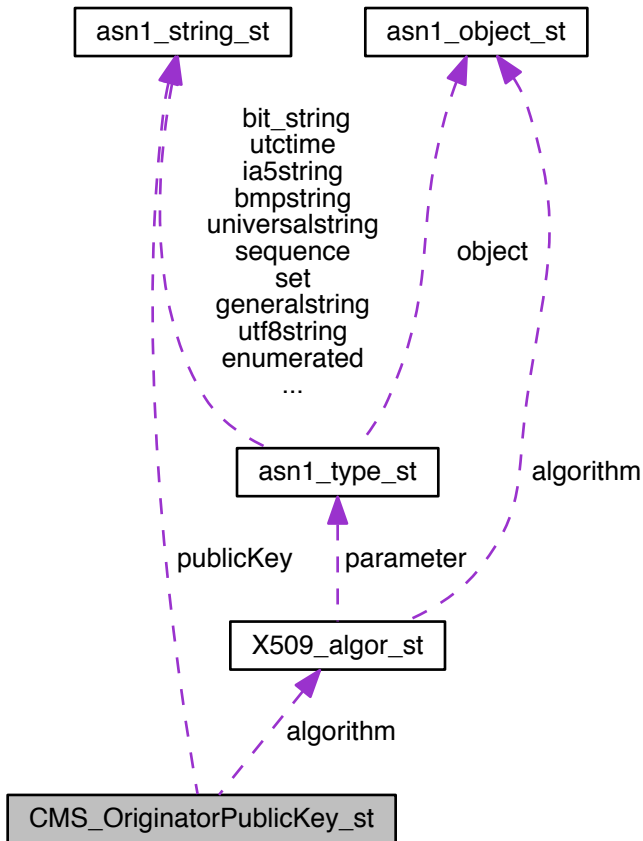 asn1_string_st
asn1_object_st
bit_string
utctime
ia5string
bmpstring
universalstring
sequence
set
generalstring
utf8string
enumerated
...
object
asn1_type_st
algorithm
publicKey
parameter
X509_algor_st
algorithm
CMS_OriginatorPublicKey_st